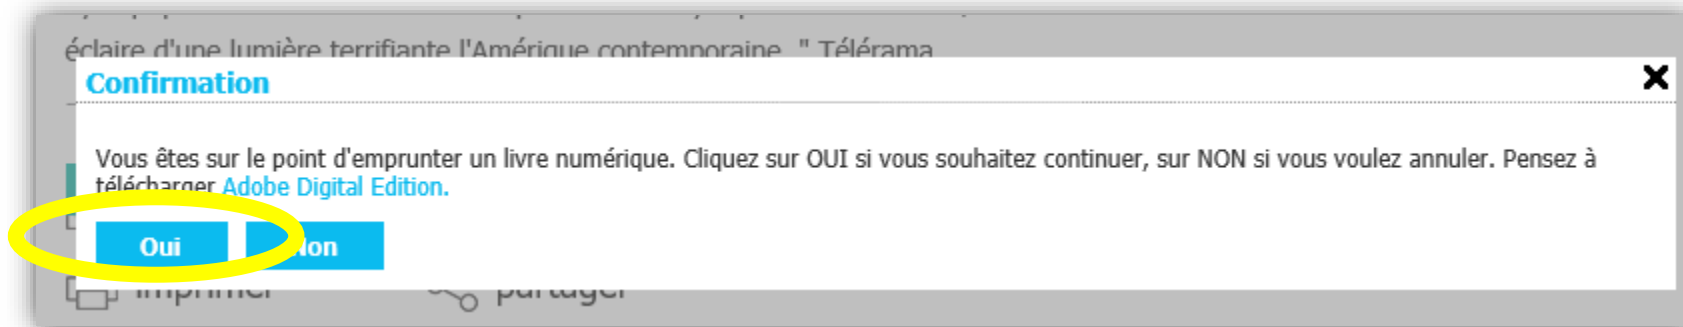 éclaire d'une lumière terrifiante l'Amérique contemporaine. " Télérama
Confirmation
Vous êtes sur le point d'emprunter un livre numérique. Cliquez sur OUI si vous souhaitez continuer, sur NON si vous voulez annuler. Pensez à
télécharger Adobe Digital Edition.
Oui Non
imprimer partager